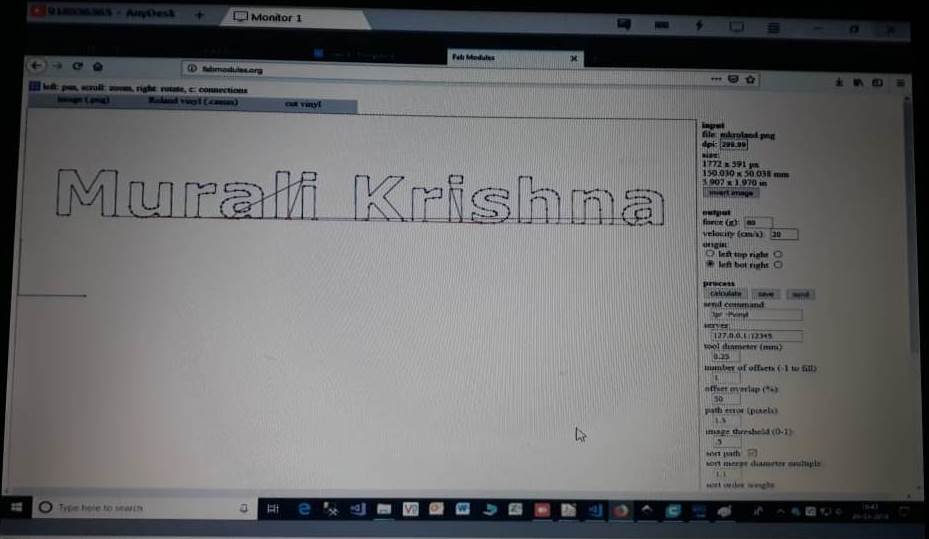 - AnyDesk
Monitor 1
Fab Modules
fabmodules.org
left: pan, scroll: zoom, right: rotate, c: connections
image (.png)
Roland vinyl (.camm)
cut vinyl
Murali Krishna
input
file: mkroland.png
dpi: 299.99
size:
1772 x 591 px
150.030 x 50.038 mm
5.907 x 1.970 in
invert image
output
force (g): 80
velocity (cm/s): 20
origin:
left top right
left bot right
process
calculate save send
send command:
server:
127.0.0.1:12345
tool diameter (mm)
0.25
number of offsets (-1 to fill)
1
offset overlap (%):
50
path error (pixels)
1.5
image threshold (0-1):
.5
sort path:
sort merge diameter multiple
1.1
sort order weight
Type here to search